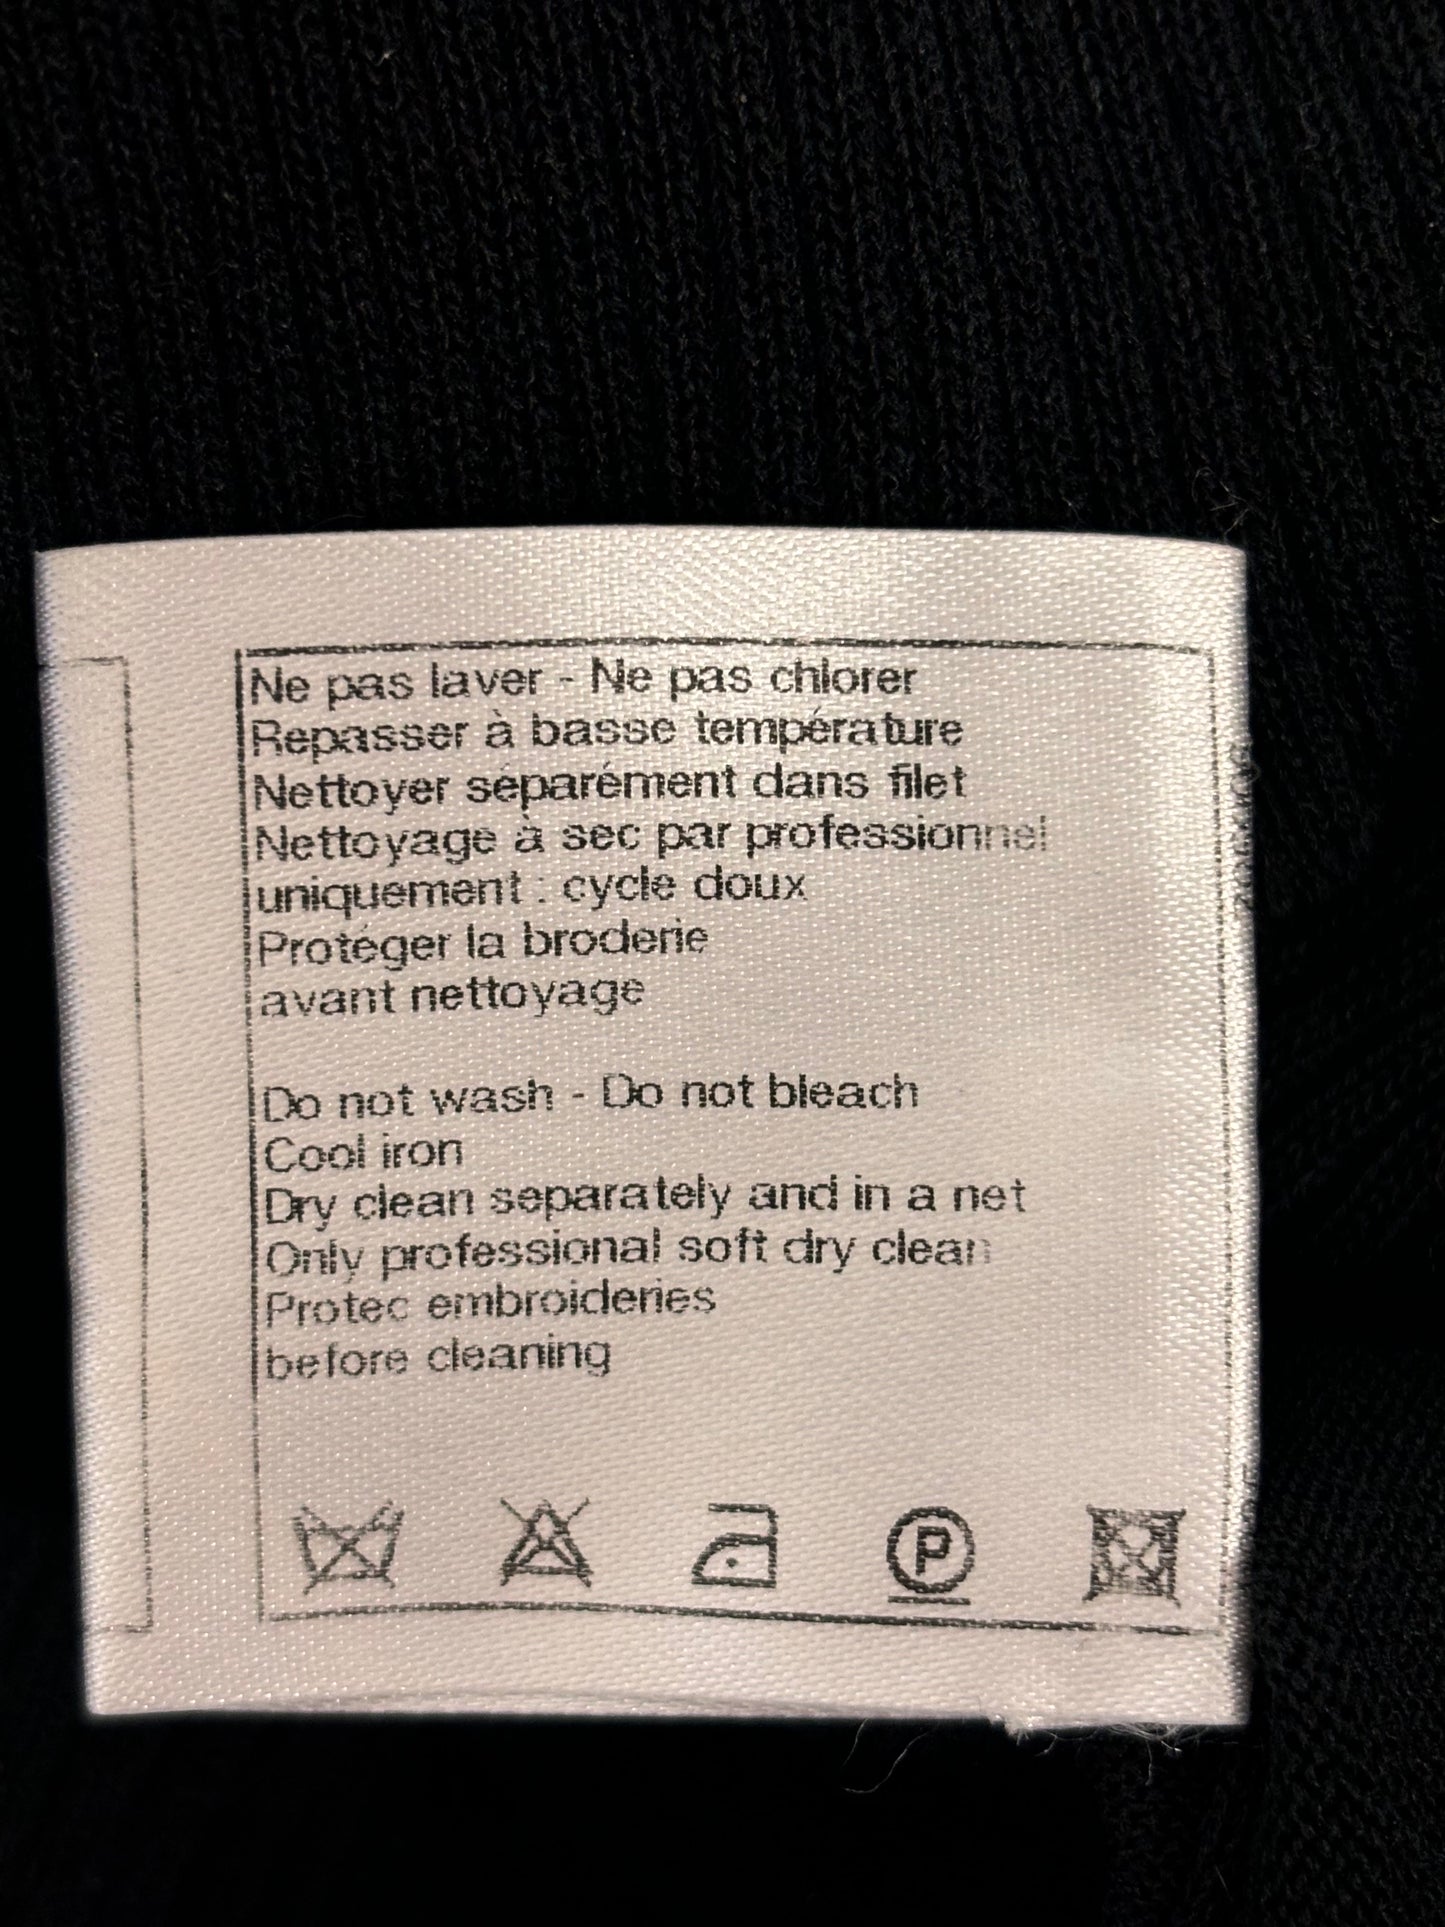 Ne pas laver - Ne pas chlorer
Repasser à basse température
Nettoyer séparément dans filet
Nettoyage à sec par professionnel
uniquement : cycle doux
Protéger la broderie
avant nettoyage
Do not wash - Do not bleach
Cool iron
Dry clean separately and in a net
Only professional soft dry clean
Protec embroideries
before cleaning
P